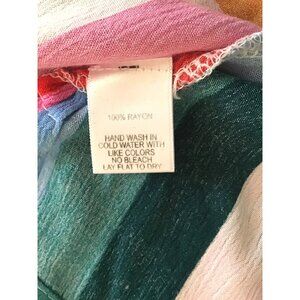 100% RAYON
HAND WASH IN
COLD WATER WITH
LIKE COLORS
NO BLEACH
LAY FLAT TO DRY